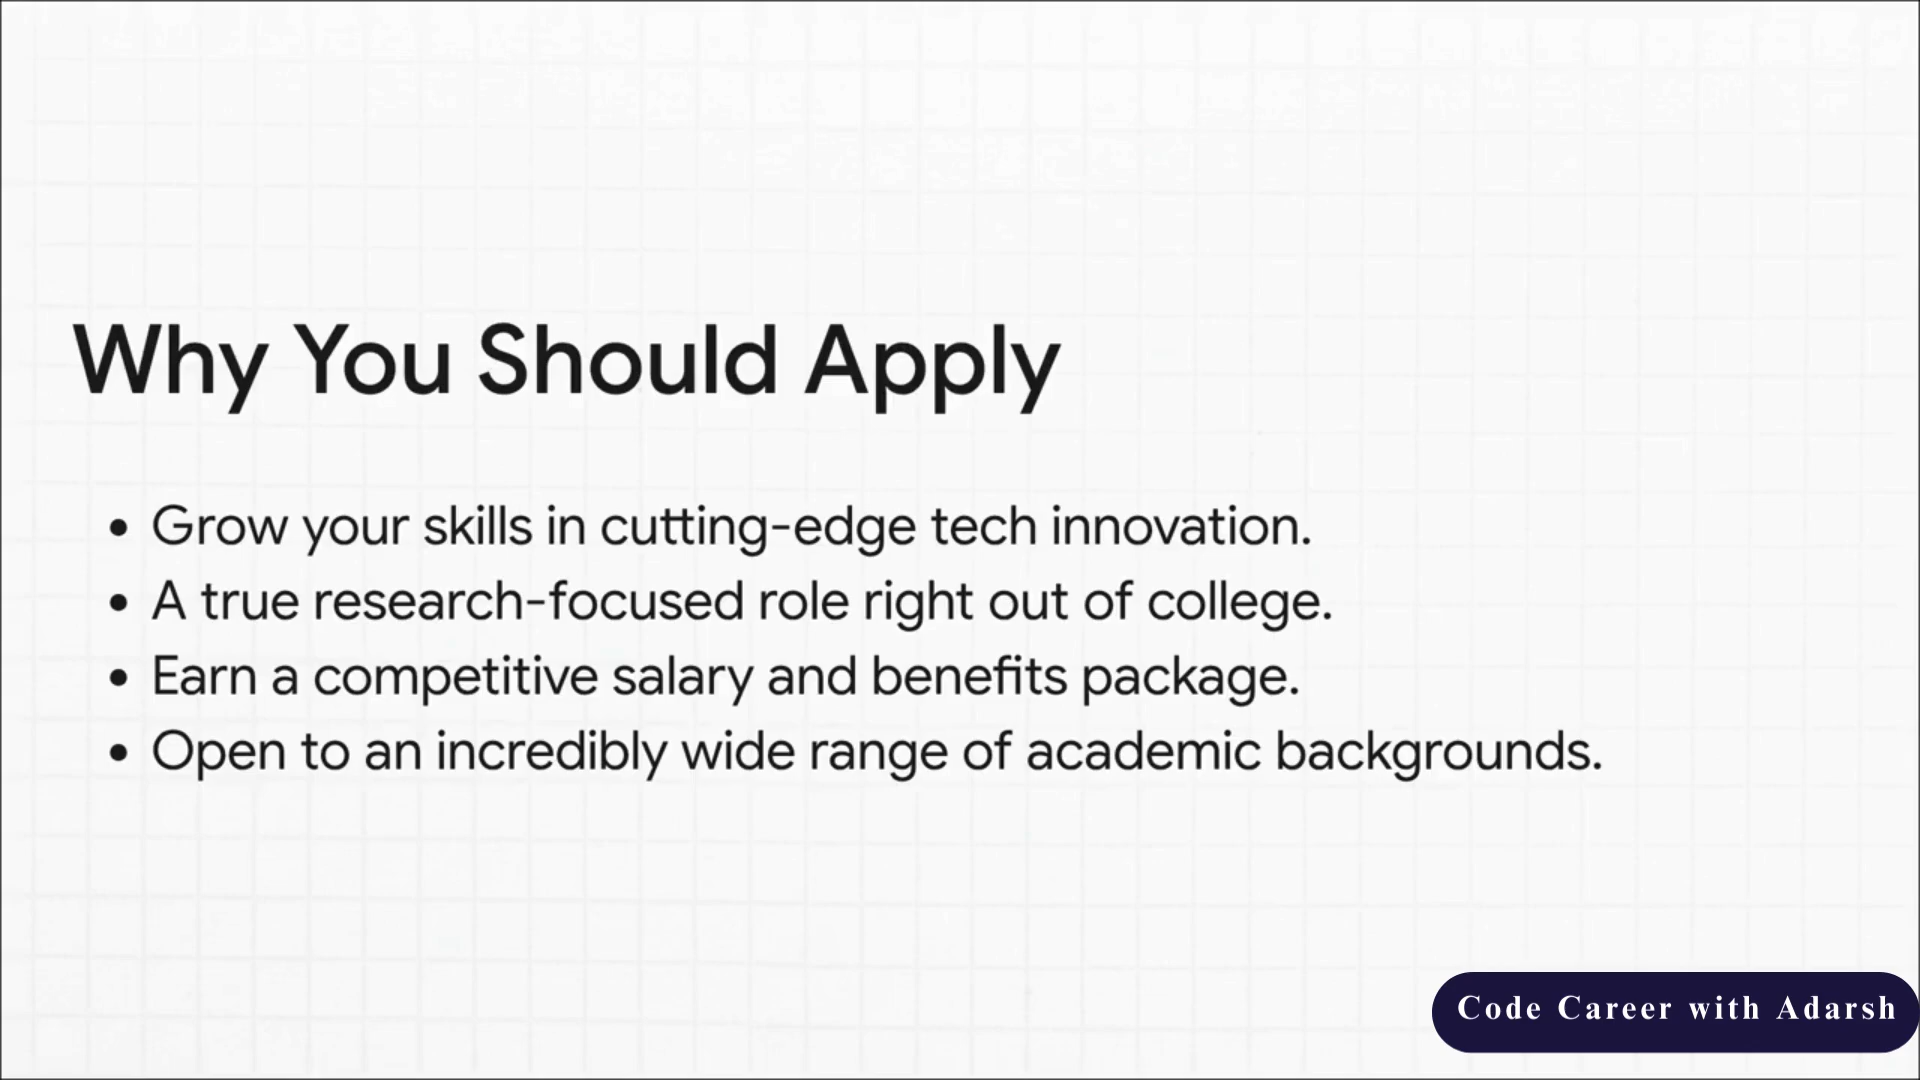 Why You Should Apply
• Grow your skills in cutting-edge tech innovation.
• A true research-focused role right out of college.
• Earn a competitive salary and benefits package.
• Open to an incredibly wide range of academic backgrounds.
Code Career with Adarsh